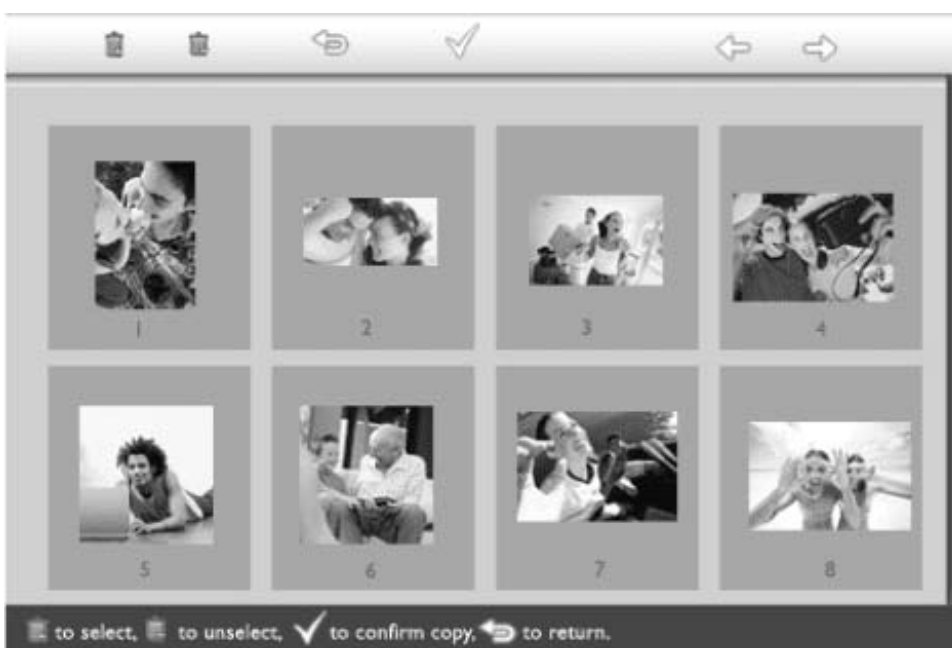 1 2 3 4
5 6 7 8
to select, to unselect, to confirm copy, to return.